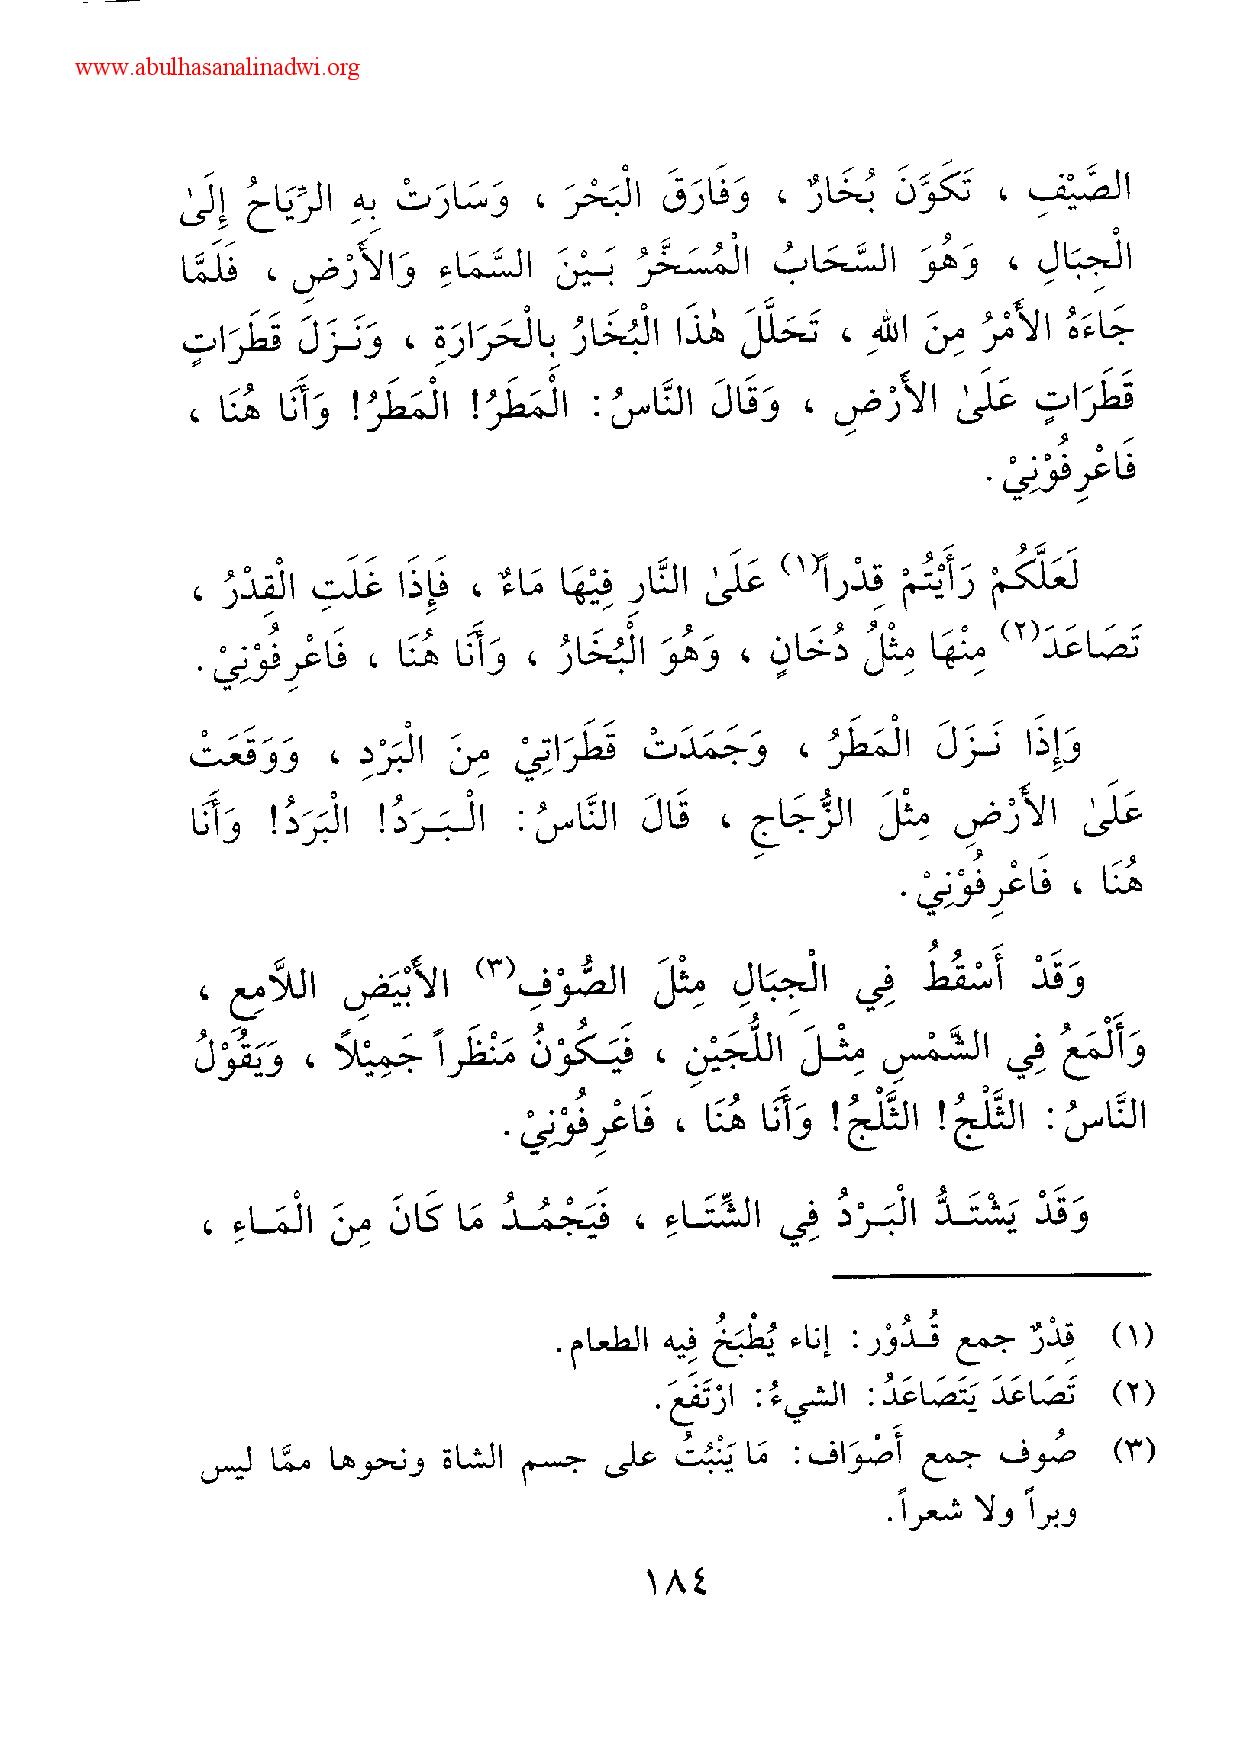 www.abulhasanalinadwi.org
الصَّيْفِ ، تَكَوَّنَ بُخَارٌ ، وَفَارَقَ الْبَحْرَ ، وَسَارَتْ بِهِ الرِّيَاحُ إِلَىٰ
الْجِبَالِ ، وَهُوَ السَّحَابُ الْمُسَخَّرُ بَيْنَ السَّمَاءِ وَالأَرْضِ ، فَلَمَّا
جَاءَهُ الأَمْرُ مِنَ اللهِ ، تَحَلَّلَ هٰذَا الْبُخَارُ بِالْحَرَارَةِ ، وَنَزَلَ قَطَرَاتٍ
قَطَرَاتٍ عَلَىٰ الأَرْضِ ، وَقَالَ النَّاسُ: الْمَطَرُ! الْمَطَرُ! وَأَنَا هُنَا ،
فَاعْرِفُوْنِيْ.
لَعَلَّكُمْ رَأَيْتُمْ قِدْراً(١) عَلَىٰ النَّارِ فِيْهَا مَاءٌ ، فَإِذَا غَلَتِ الْقِدْرُ ،
تَصَاعَدَ(٢) مِنْهَا مِثْلُ دُخَانٍ ، وَهُوَ الْبُخَارُ ، وَأَنَا هُنَا ، فَاعْرِفُوْنِيْ.
وَإِذَا نَزَلَ الْمَطَرُ ، وَجَمَدَتْ قَطَرَاتِيْ مِنَ الْبَرْدِ ، وَوَقَعَتْ
عَلَىٰ الأَرْضِ مِثْلَ الزُّجَاجِ ، قَالَ النَّاسُ: الْبَرَدُ! الْبَرَدُ! وَأَنَا
هُنَا ، فَاعْرِفُوْنِيْ.
وَقَدْ أَسْقُطُ فِي الْجِبَالِ مِثْلَ الصُّوْفِ(٣) الأَبْيَضِ اللاَّمِعِ ،
وَأَلْمَعُ فِي الشَّمْسِ مِثْلَ اللُّجَيْنِ ، فَيَكُوْنُ مَنْظَراً جَمِيْلاً ، وَيَقُوْلُ
النَّاسُ: الثَّلْجُ! الثَّلْجُ! وَأَنَا هُنَا ، فَاعْرِفُوْنِيْ.
وَقَدْ يَشْتَدُّ الْبَرْدُ فِي الشِّتَاءِ ، فَيَجْمُدُ مَا كَانَ مِنَ الْمَاءِ ،
(١) قِدْرٌ جمع قُدُوْر: إناء يُطْبَخُ فِيه الطعام.
(٢) تَصَاعَدَ يَتَصَاعَدُ: الشيءُ: ارْتَفَعَ.
(٣) صُوف جمع أَصْوَاف: مَا يَنْبُتُ على جسم الشاة ونحوها ممَّا ليس
وبراً ولا شعراً.
١٨٤